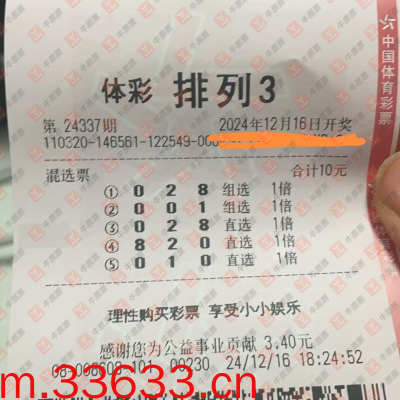 中国体育彩票
体彩 排列3
第 24337期 2024年12月16日开奖
110320-146561-122549-00
混选票 合计10元
① 0 2 8 组选 1倍
② 0 0 1 组选 1倍
③ 0 2 8 直选 1倍
④ 8 2 0 直选 1倍
⑤ 0 1 0 直选 1倍
理性购买彩票 享受小小娱乐
感谢您为公益事业贡献 3.40元
101 00230 24/12/16 18:24:52
m.33633.cn